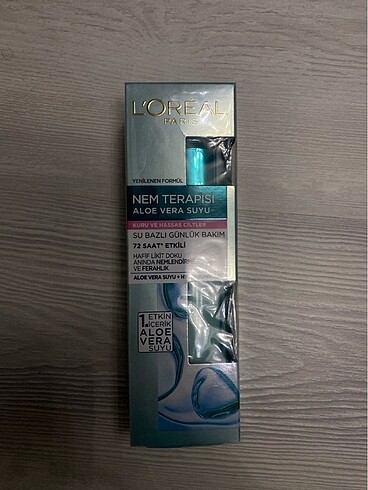 L'ORÉAL
PARIS
YENİLENEN FORMÜL
NEM TERAPİSİ
ALOE VERA SUYU
KURU VE HASSAS CİLTLER
SU BAZLI GÜNLÜK BAKIM
72 SAAT* ETKİLİ
HAFİF LİKİT DOKU
ANINDA NEMLENDİR
VE FERAHLIK
ALOE VERA SUYU + H
1. ETKİN
İÇERİK
ALOE
VERA
SUYU